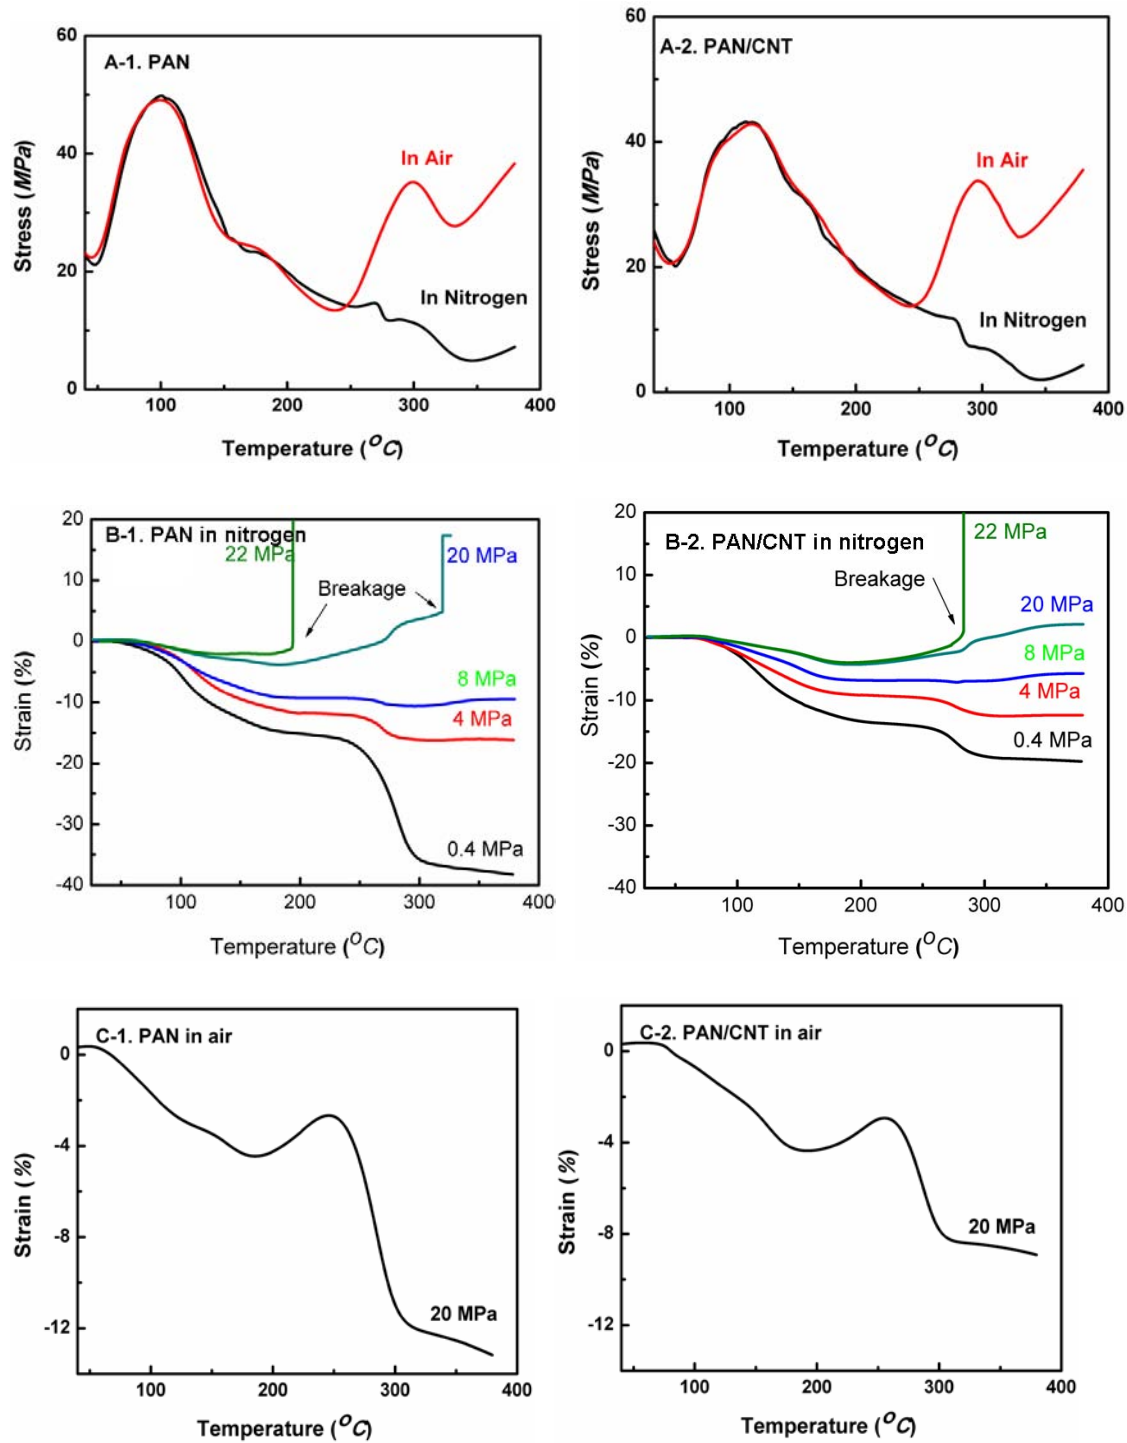 A-1. PAN
60
40
20
0
Stress (MPa)
In Air
In Nitrogen
100
200
300
400
Temperature (°C)
A-2. PAN/CNT
60
40
20
0
Stress (MPa)
In Air
In Nitrogen
100
200
300
400
Temperature (°C)
B-1. PAN in nitrogen
20
10
0
-10
-20
-30
-40
Strain (%)
22 MPa
20 MPa
Breakage
8 MPa
4 MPa
0.4 MPa
100
200
300
400
Temperature (°C)
B-2. PAN/CNT in nitrogen
20
10
0
-10
-20
-30
-40
Strain (%)
22 MPa
Breakage
20 MPa
8 MPa
4 MPa
0.4 MPa
100
200
300
400
Temperature (°C)
C-1. PAN in air
0
-4
-8
-12
Strain (%)
20 MPa
100
200
300
400
Temperature (°C)
C-2. PAN/CNT in air
0
-4
-8
-12
Strain (%)
20 MPa
100
200
300
400
Temperature (°C)